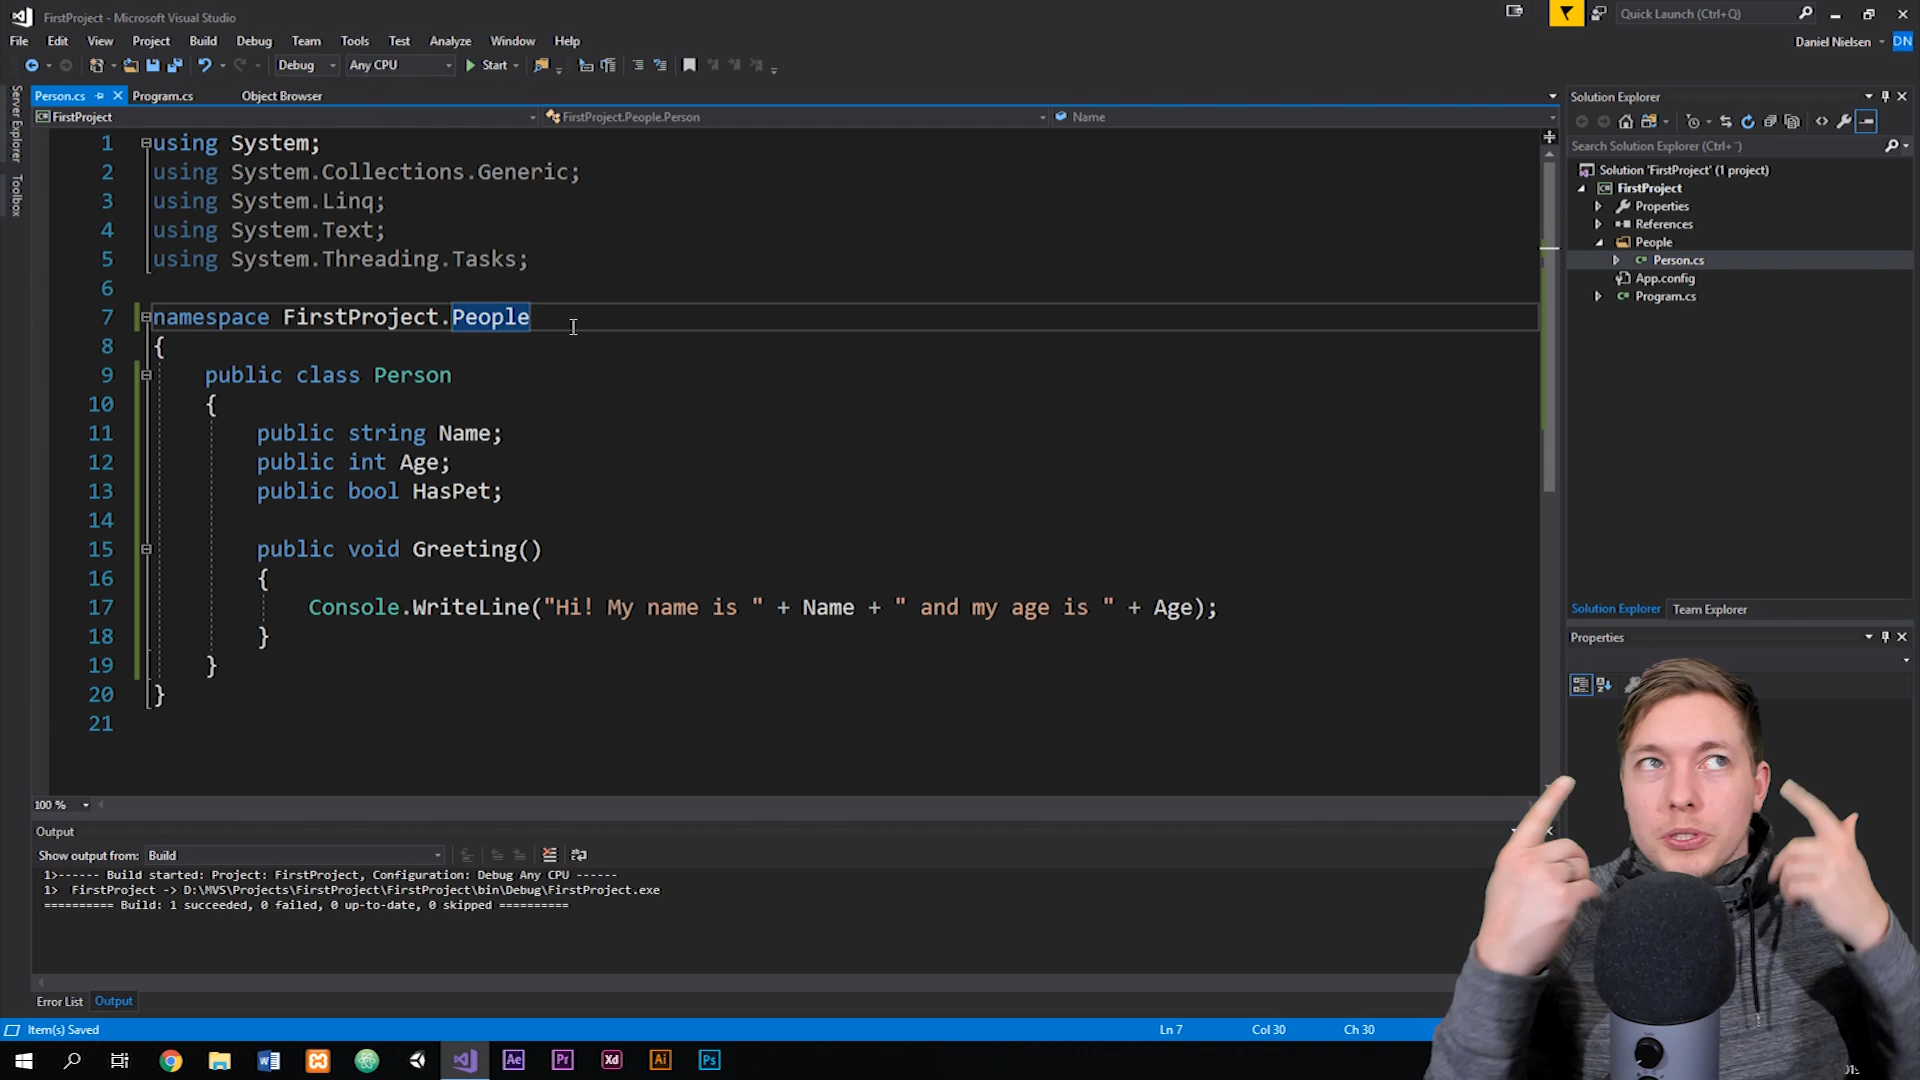 FirstProject - Microsoft Visual Studio
Quick Launch (Ctrl+Q)
File Edit View Project Build Debug Team Tools Test Analyze Window Help
Daniel Nielsen DN
Debug Any CPU Start
Server Explorer
Toolbox
Person.cs Program.cs Object Browser
FirstProject FirstProject.People.Person Name
1 using System;
2 using System.Collections.Generic;
3 using System.Linq;
4 using System.Text;
5 using System.Threading.Tasks;
6
7 namespace FirstProject.People
8 {
9 public class Person
10 {
11 public string Name;
12 public int Age;
13 public bool HasPet;
14
15 public void Greeting()
16 {
17 Console.WriteLine("Hi! My name is " + Name + " and my age is " + Age);
18 }
19 }
20 }
21
100 %
Solution Explorer
Search Solution Explorer (Ctrl+¨)
Solution 'FirstProject' (1 project)
FirstProject
Properties
References
People
Person.cs
App.config
Program.cs
Solution Explorer Team Explorer
Properties
Output
Show output from: Build
1>------ Build started: Project: FirstProject, Configuration: Debug Any CPU ------
1> FirstProject -> D:\MVS\Projects\FirstProject\FirstProject\bin\Debug\FirstProject.exe
========== Build: 1 succeeded, 0 failed, 0 up-to-date, 0 skipped ==========
Error List Output
Item(s) Saved Ln 7 Col 30 Ch 30
Ae Pr Xd Ai Ps